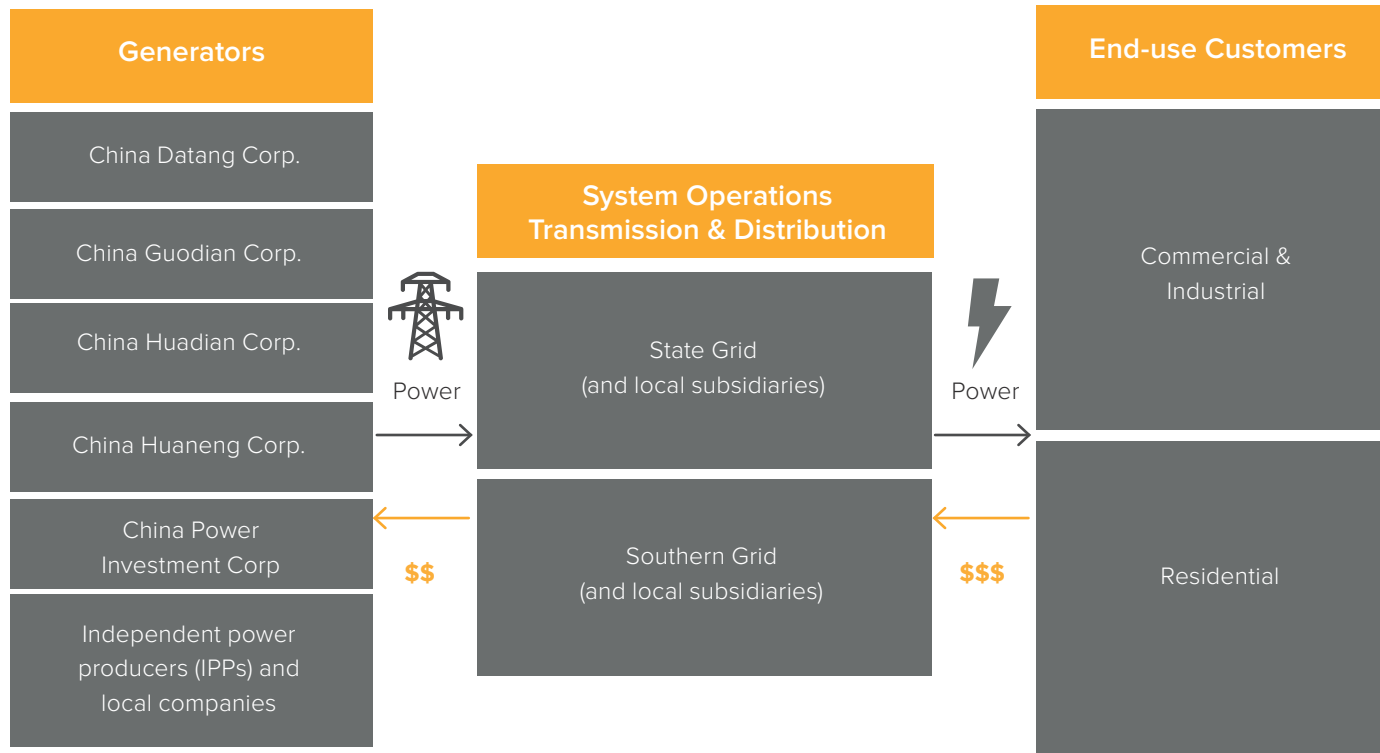 Generators
China Datang Corp.
China Guodian Corp.
China Huadian Corp.
China Huaneng Corp.
China Power
Investment Corp
Independent power
producers (IPPs) and
local companies
Power
$$
System Operations
Transmission & Distribution
State Grid
(and local subsidiaries)
Southern Grid
(and local subsidiaries)
Power
$$$
End-use Customers
Commercial &
Industrial
Residential